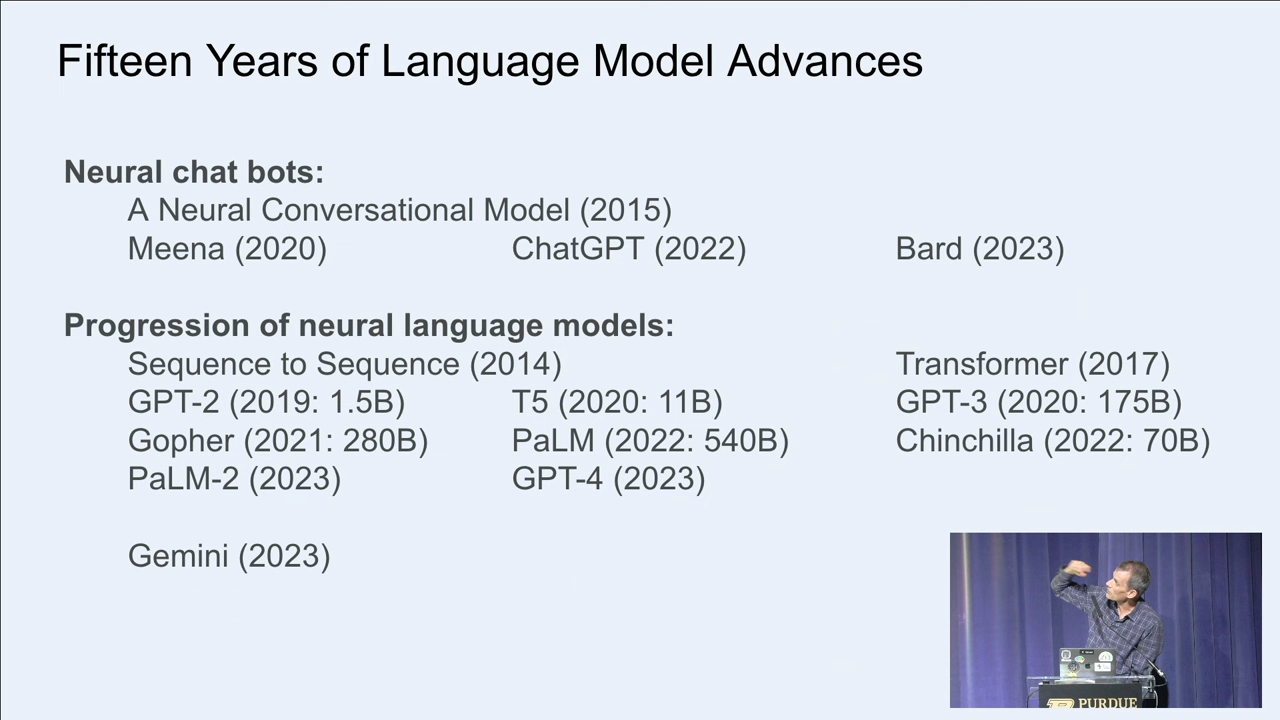 Fifteen Years of Language Model Advances
Neural chat bots:
A Neural Conversational Model (2015)
Meena (2020) ChatGPT (2022) Bard (2023)
Progression of neural language models:
Sequence to Sequence (2014) Transformer (2017)
GPT-2 (2019: 1.5B) T5 (2020: 11B) GPT-3 (2020: 175B)
Gopher (2021: 280B) PaLM (2022: 540B) Chinchilla (2022: 70B)
PaLM-2 (2023) GPT-4 (2023)
Gemini (2023)
PURDUE